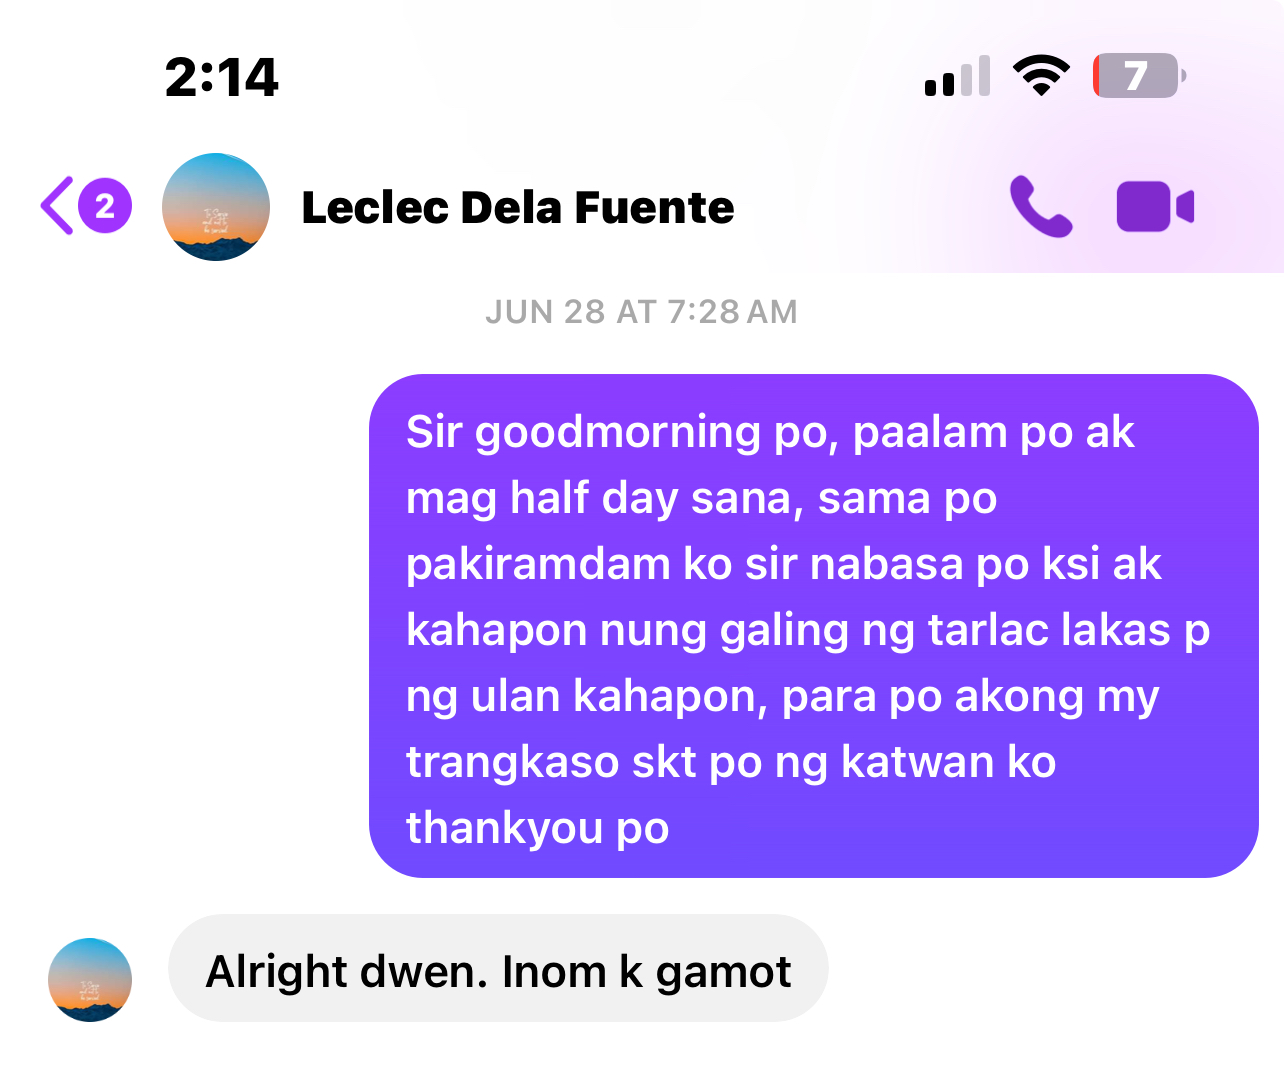 2:14
7
2
Leclec Dela Fuente
JUN 28 AT 7:28 AM
Sir goodmorning po, paalam po ak
mag half day sana, sama po
pakiramdam ko sir nabasa po ksi ak
kahapon nung galing ng tarlac lakas p
ng ulan kahapon, para po akong my
trangkaso skt po ng katwan ko
thankyou po
Alright dwen. Inom k gamot